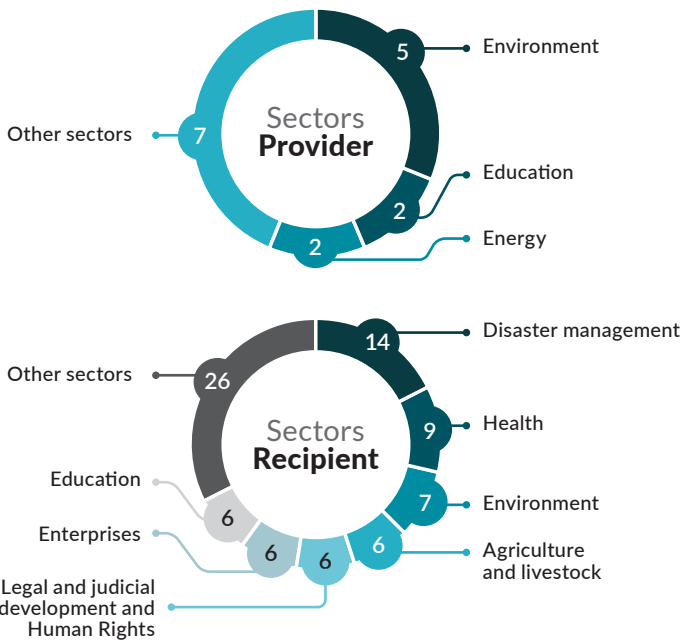 5
Environment
Sectors
Provider
Other sectors
7
Education
2
Energy
2
14
Disaster management
Other sectors
26
Health
9
Sectors
Recipient
Education
6
Environment
7
Enterprises
6
Agriculture
and livestock
6
Legal and judicial
development and
Human Rights
6